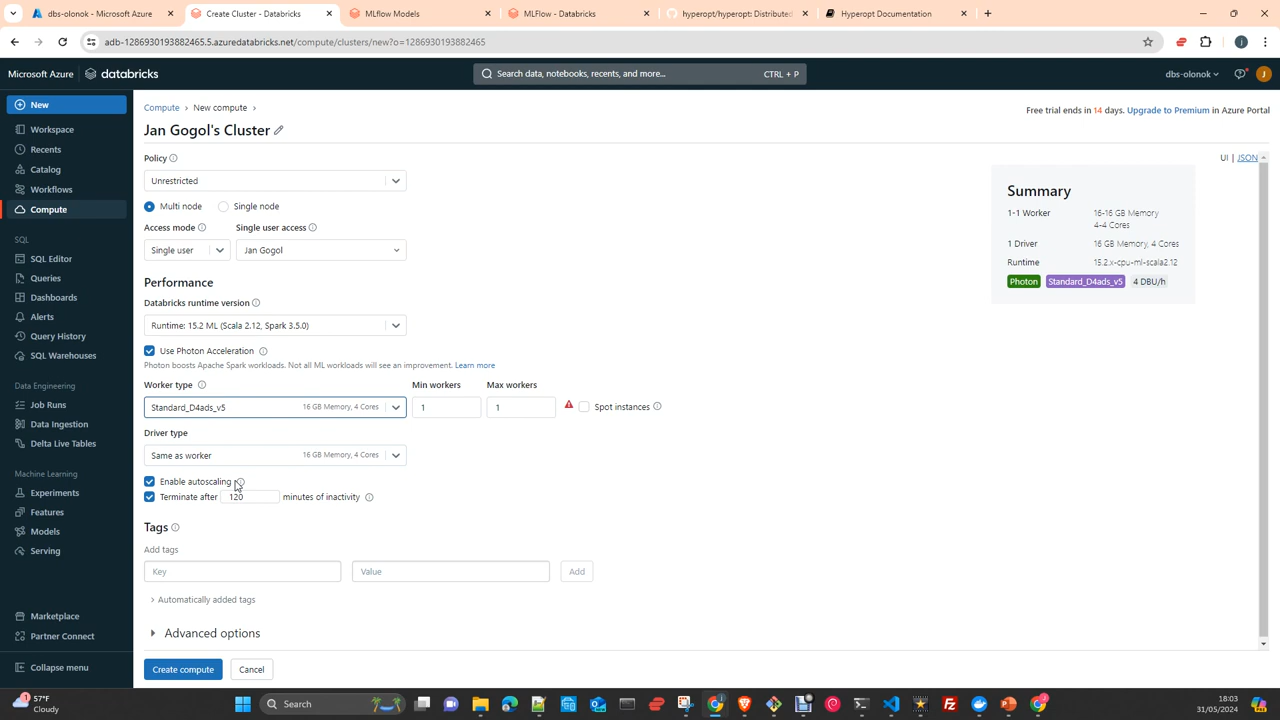 dbs-olonok - Microsoft Azure
Create Cluster - Databricks
MLflow Models
MLFlow - Databricks
hyperopt/hyperopt: Distributed
Hyperopt Documentation
adb-1286930193882465.5.azuredatabricks.net/compute/clusters/new?o=1286930193882465
Microsoft Azure
databricks
Search data, notebooks, recents, and more...
CTRL + P
dbs-olonok
J
New
Workspace
Recents
Catalog
Workflows
Compute
SQL
SQL Editor
Queries
Dashboards
Alerts
Query History
SQL Warehouses
Data Engineering
Job Runs
Data Ingestion
Delta Live Tables
Machine Learning
Experiments
Features
Models
Serving
Marketplace
Partner Connect
Collapse menu
Compute > New compute >
Free trial ends in 14 days. Upgrade to Premium in Azure Portal
Jan Gogol's Cluster
UI | JSON
Policy
Unrestricted
Multi node Single node
Access mode Single user access
Single user Jan Gogol
Performance
Databricks runtime version
Runtime: 15.2 ML (Scala 2.12, Spark 3.5.0)
Use Photon Acceleration
Photon boosts Apache Spark workloads. Not all ML workloads will see an improvement. Learn more
Worker type Min workers Max workers
Standard_D4ads_v5 16 GB Memory, 4 Cores 1 1 Spot instances
Driver type
Same as worker 16 GB Memory, 4 Cores
Enable autoscaling
Terminate after 120 minutes of inactivity
Tags
Add tags
Key Value Add
Automatically added tags
Advanced options
Create compute Cancel
Summary
1-1 Worker 16-16 GB Memory
4-4 Cores
1 Driver 16 GB Memory, 4 Cores
Runtime 15.2.x-cpu-ml-scala2.12
Photon Standard_D4ads_v5 4 DBU/h
57°F
Cloudy
Search
18:03
31/05/2024